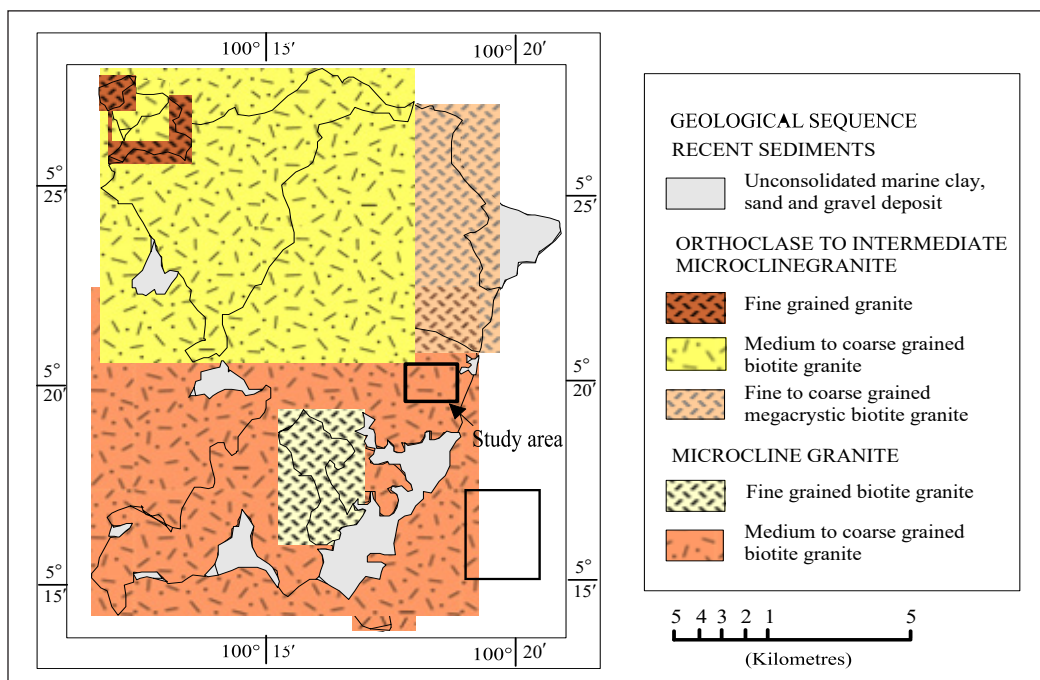 100° 15′
100° 20′
5°
25′
5°
25′
5°
20′
5°
20′
Study area
5°
15′
5°
15′
100° 15′
100° 20′
GEOLOGICAL SEQUENCE
RECENT SEDIMENTS
Unconsolidated marine clay,
sand and gravel deposit
ORTHOCLASE TO INTERMEDIATE
MICROCLINEGRANITE
Fine grained granite
Medium to coarse grained
biotite granite
Fine to coarse grained
megacrystic biotite granite
MICROCLINE GRANITE
Fine grained biotite granite
Medium to coarse grained
biotite granite
5 4 3 2 1 5
(Kilometres)